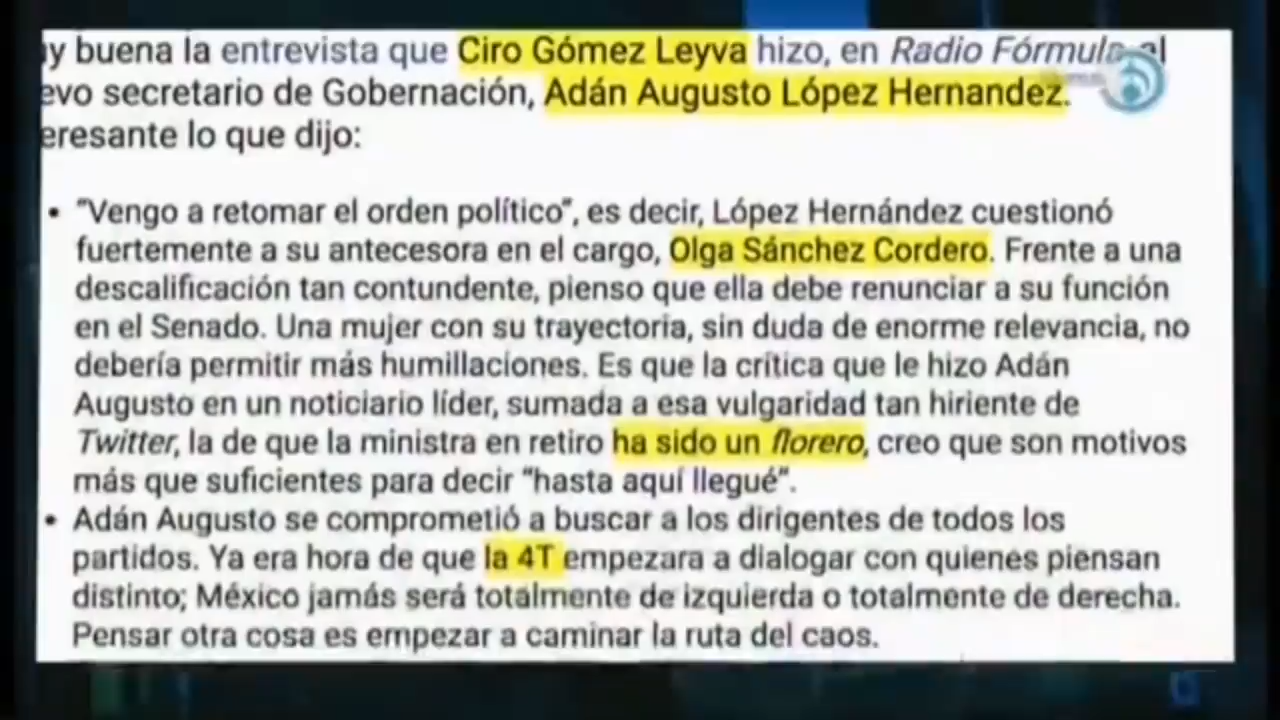 y buena la entrevista que Ciro Gómez Leyva hizo, en Radio Fórmula, al
evo secretario de Gobernación, Adán Augusto López Hernandez.
eresante lo que dijo:
• "Vengo a retomar el orden político", es decir, López Hernández cuestionó
fuertemente a su antecesora en el cargo, Olga Sánchez Cordero. Frente a una
descalificación tan contundente, pienso que ella debe renunciar a su función
en el Senado. Una mujer con su trayectoria, sin duda de enorme relevancia, no
debería permitir más humillaciones. Es que la crítica que le hizo Adán
Augusto en un noticiario líder, sumada a esa vulgaridad tan hiriente de
Twitter, la de que la ministra en retiro ha sido un florero, creo que son motivos
más que suficientes para decir "hasta aquí llegué".
• Adán Augusto se comprometió a buscar a los dirigentes de todos los
partidos. Ya era hora de que la 4T empezara a dialogar con quienes piensan
distinto; México jamás será totalmente de izquierda o totalmente de derecha.
Pensar otra cosa es empezar a caminar la ruta del caos.